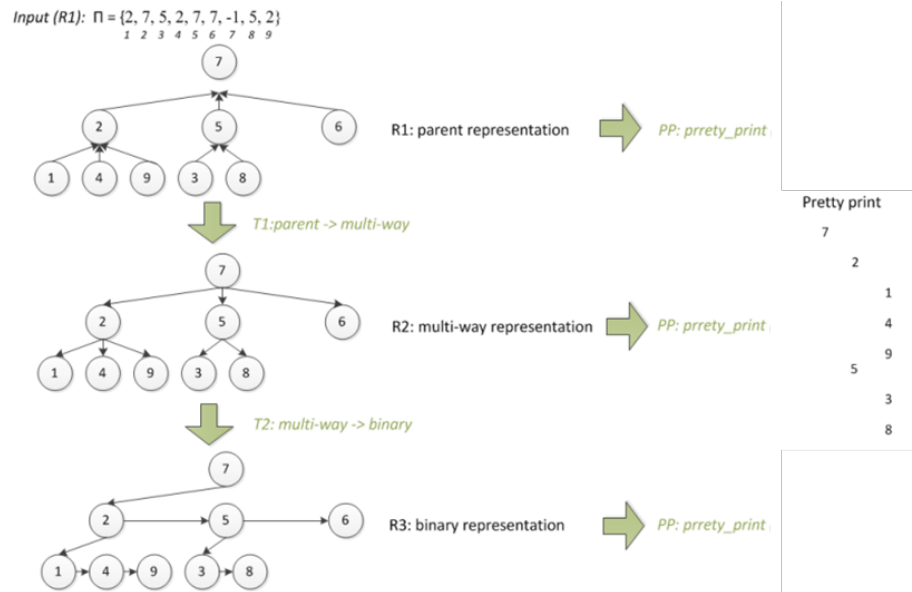 Input (R1): Π = {2, 7, 5, 2, 7, 7, -1, 5, 2}
1 2 3 4 5 6 7 8 9
7
2 5 6
R1: parent representation
PP: prrety_print
1 4 9 3 8
T1:parent -> multi-way
7
2 5 6
R2: multi-way representation
PP: prrety_print
1 4 9 3 8
T2: multi-way -> binary
7
2 5 6
R3: binary representation
PP: prrety_print
1 4 9 3 8
Pretty print
7
2
1
4
9
5
3
8